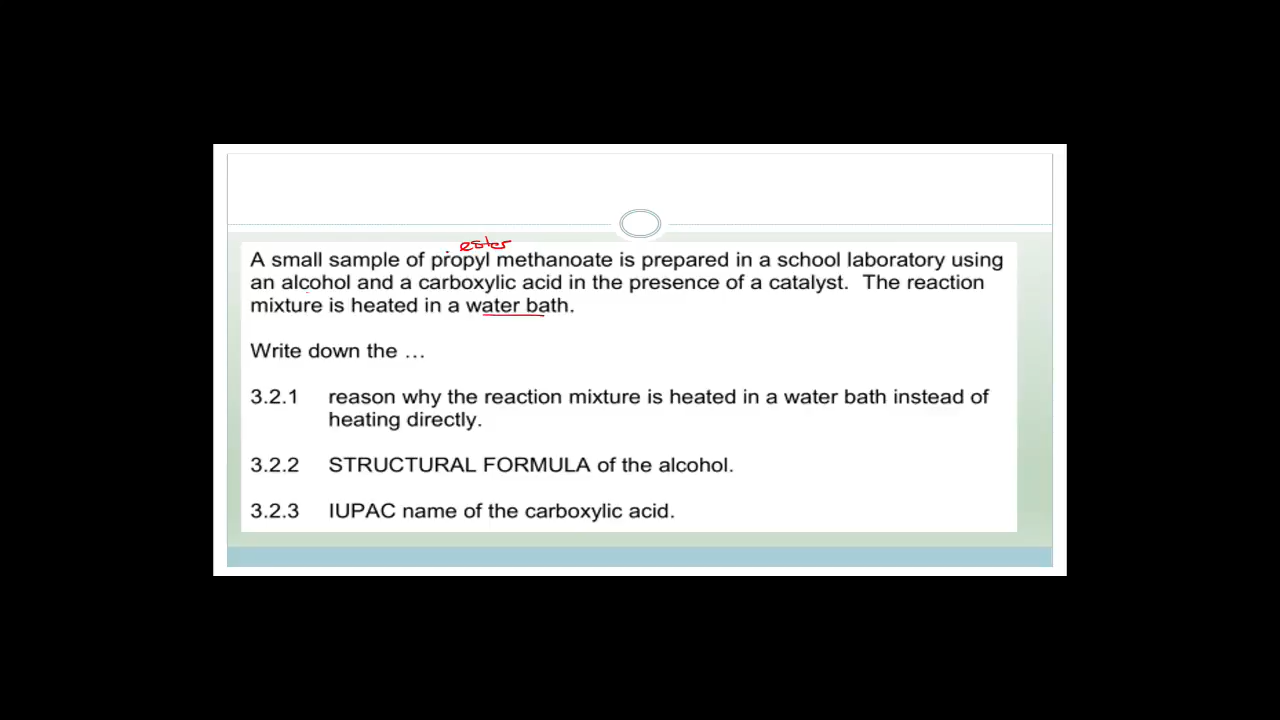 ester
A small sample of propyl methanoate is prepared in a school laboratory using
an alcohol and a carboxylic acid in the presence of a catalyst. The reaction
mixture is heated in a water bath.
Write down the …
3.2.1 reason why the reaction mixture is heated in a water bath instead of
heating directly.
3.2.2 STRUCTURAL FORMULA of the alcohol.
3.2.3 IUPAC name of the carboxylic acid.